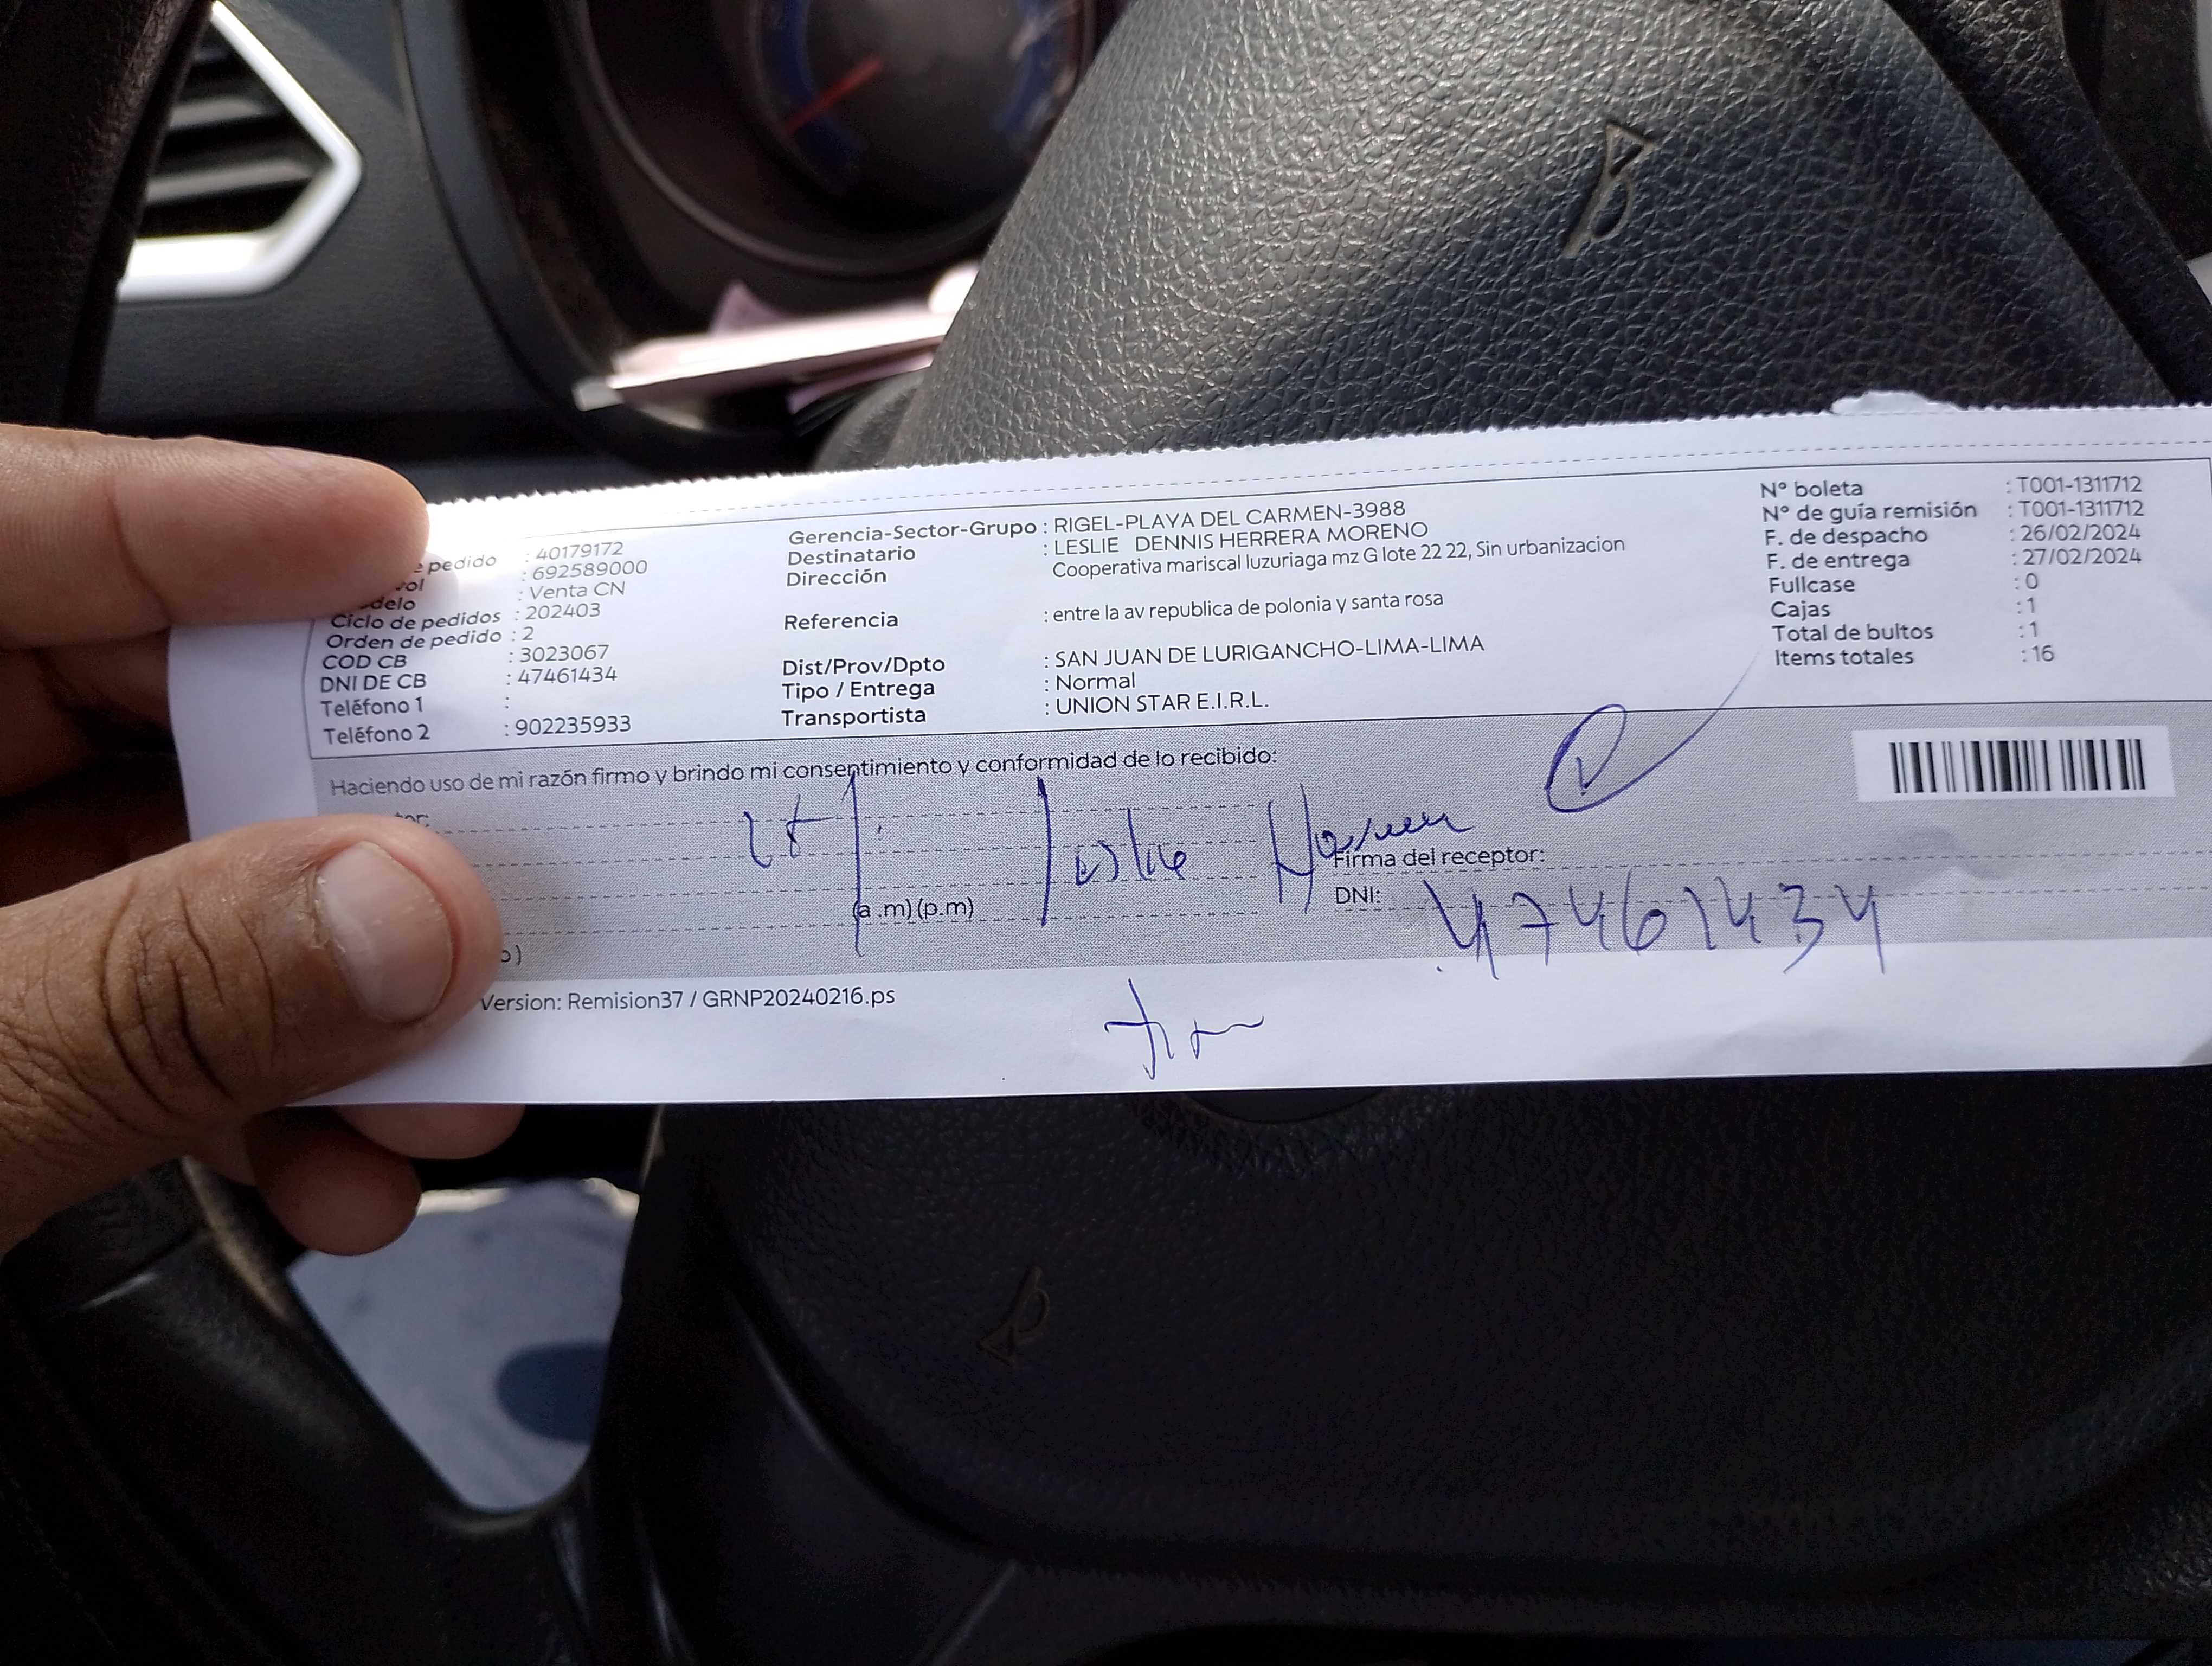 e pedido : 40179172
vol : 692589000
delo : Venta CN
Ciclo de pedidos : 202403
Orden de pedido : 2
COD CB : 3023067
DNI DE CB : 47461434
Teléfono 1 :
Teléfono 2 : 902235933
Gerencia-Sector-Grupo : RIGEL-PLAYA DEL CARMEN-3988
Destinatario : LESLIE DENNIS HERRERA MORENO
Dirección Cooperativa mariscal luzuriaga mz G lote 22 22, Sin urbanizacion
Referencia : entre la av republica de polonia y santa rosa
Dist/Prov/Dpto : SAN JUAN DE LURIGANCHO-LIMA-LIMA
Tipo / Entrega : Normal
Transportista : UNION STAR E.I.R.L.
N° boleta : T001-1311712
N° de guía remisión : T001-1311712
F. de despacho : 26/02/2024
F. de entrega : 27/02/2024
Fullcase : 0
Cajas : 1
Total de bultos : 1
Items totales : 16
Haciendo uso de mi razón firmo y brindo mi consentimiento y conformidad de lo recibido:
tor:
Leslie
Firma del receptor:
(a .m) (p.m)
DNI: 47461434
o)
Version: Remision37 / GRNP20240216.ps